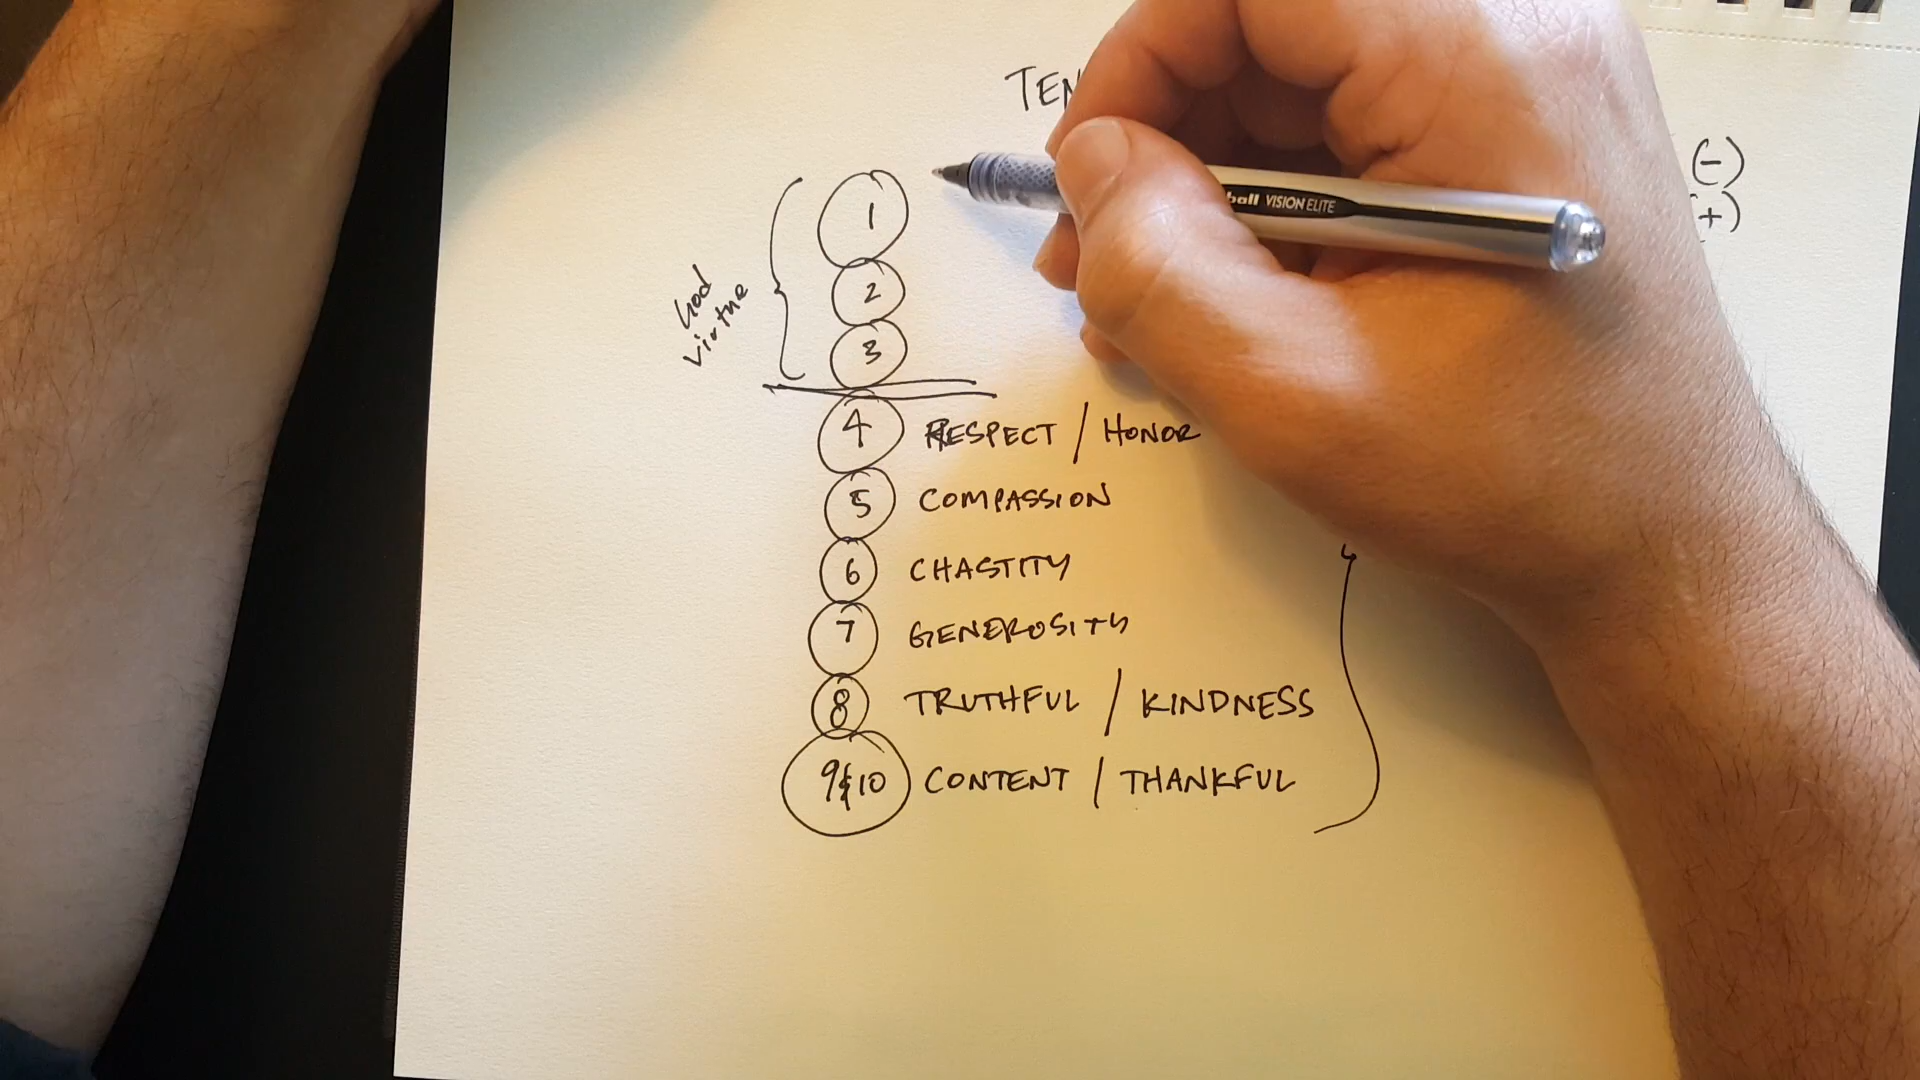 TEN
(-)
(+)
1
2
God
virtue
3
4 RESPECT / HONOR
5 COMPASSION
6 CHASTITY
7 GENEROSITY
8 TRUTHFUL / KINDNESS
9&10 CONTENT / THANKFUL
ball VISION ELITE